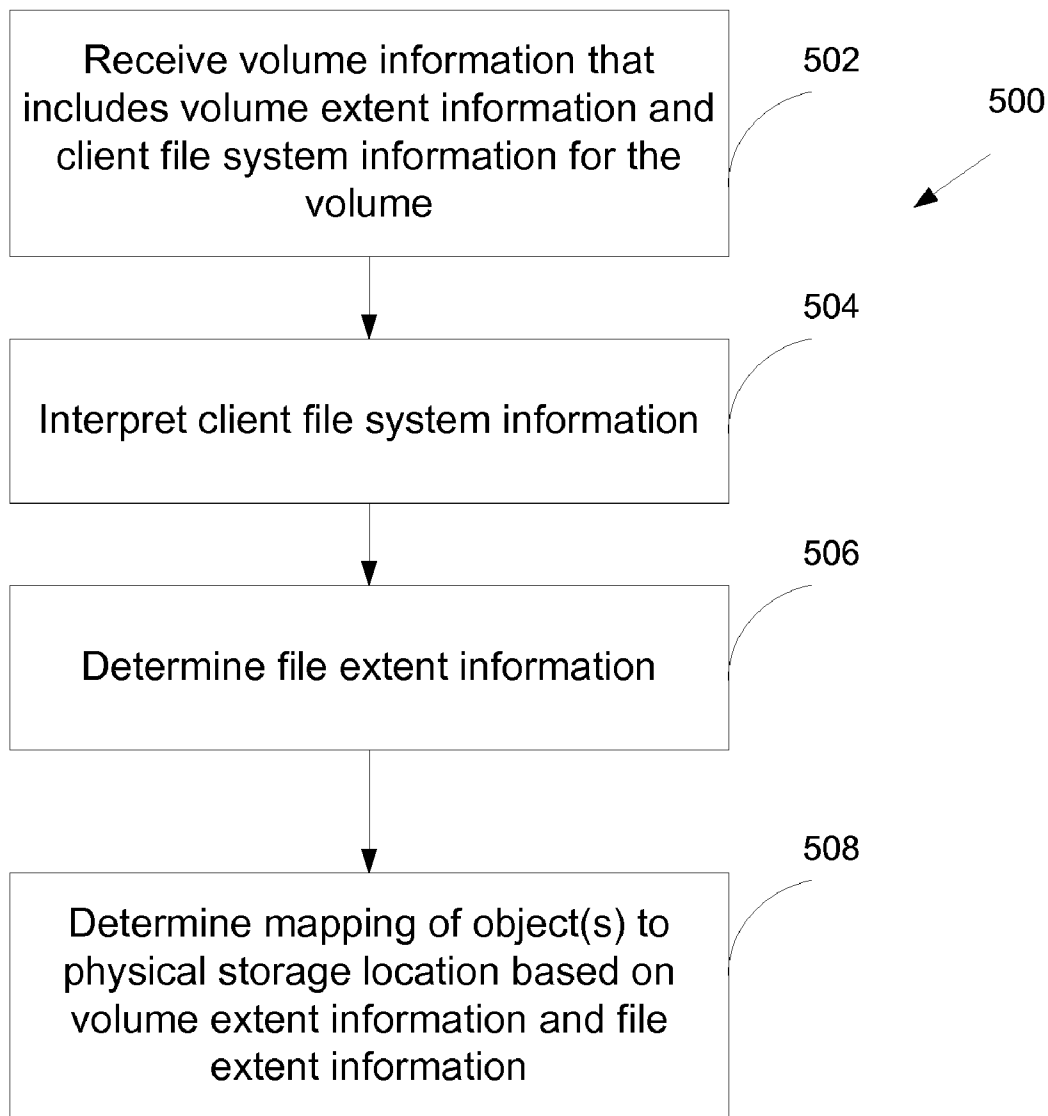 Receive volume information that
includes volume extent information and
client file system information for the
volume
502
500
Interpret client file system information
504
Determine file extent information
506
Determine mapping of object(s) to
physical storage location based on
volume extent information and file
extent information
508